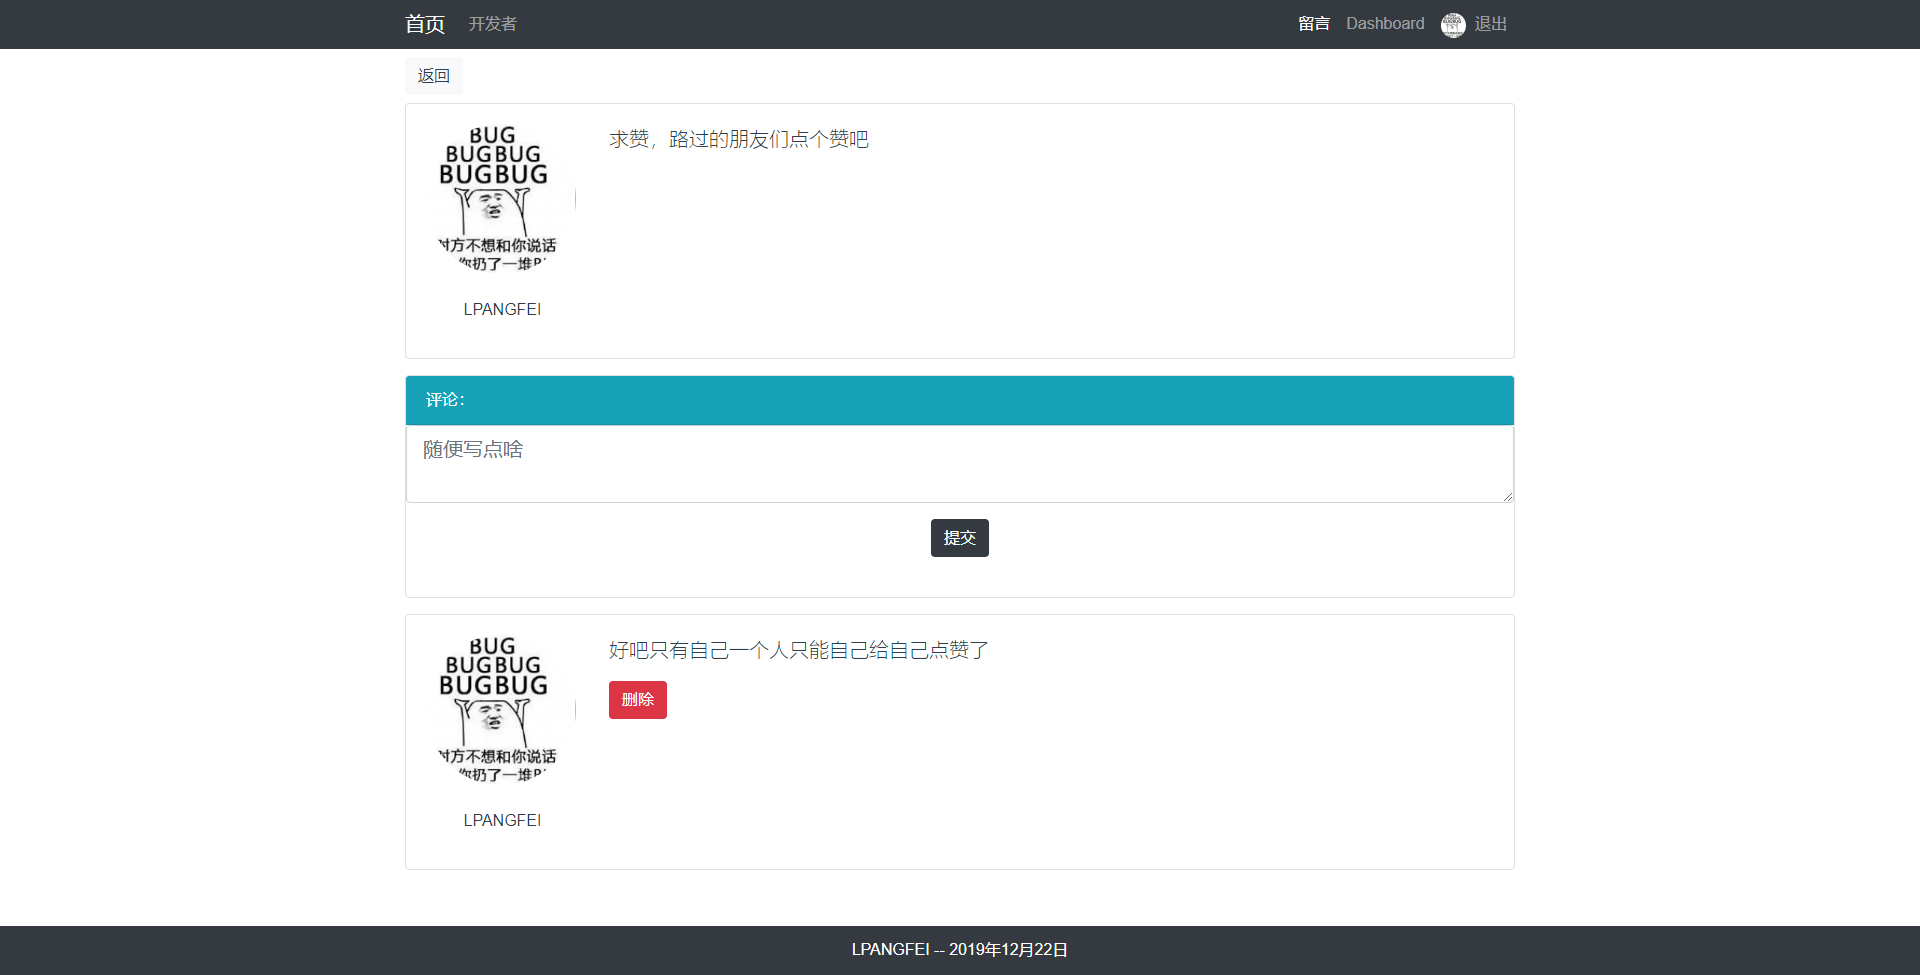 首页 开发者 留言 Dashboard 退出
返回
BUG
BUGBUG
BUGBUG
对方不想和你说话
你扔了一堆B
求赞，路过的朋友们点个赞吧
LPANGFEI
评论：
随便写点啥
提交
BUG
BUGBUG
BUGBUG
对方不想和你说话
你扔了一堆B
好吧只有自己一个人只能自己给自己点赞了
删除
LPANGFEI
LPANGFEI -- 2019年12月22日